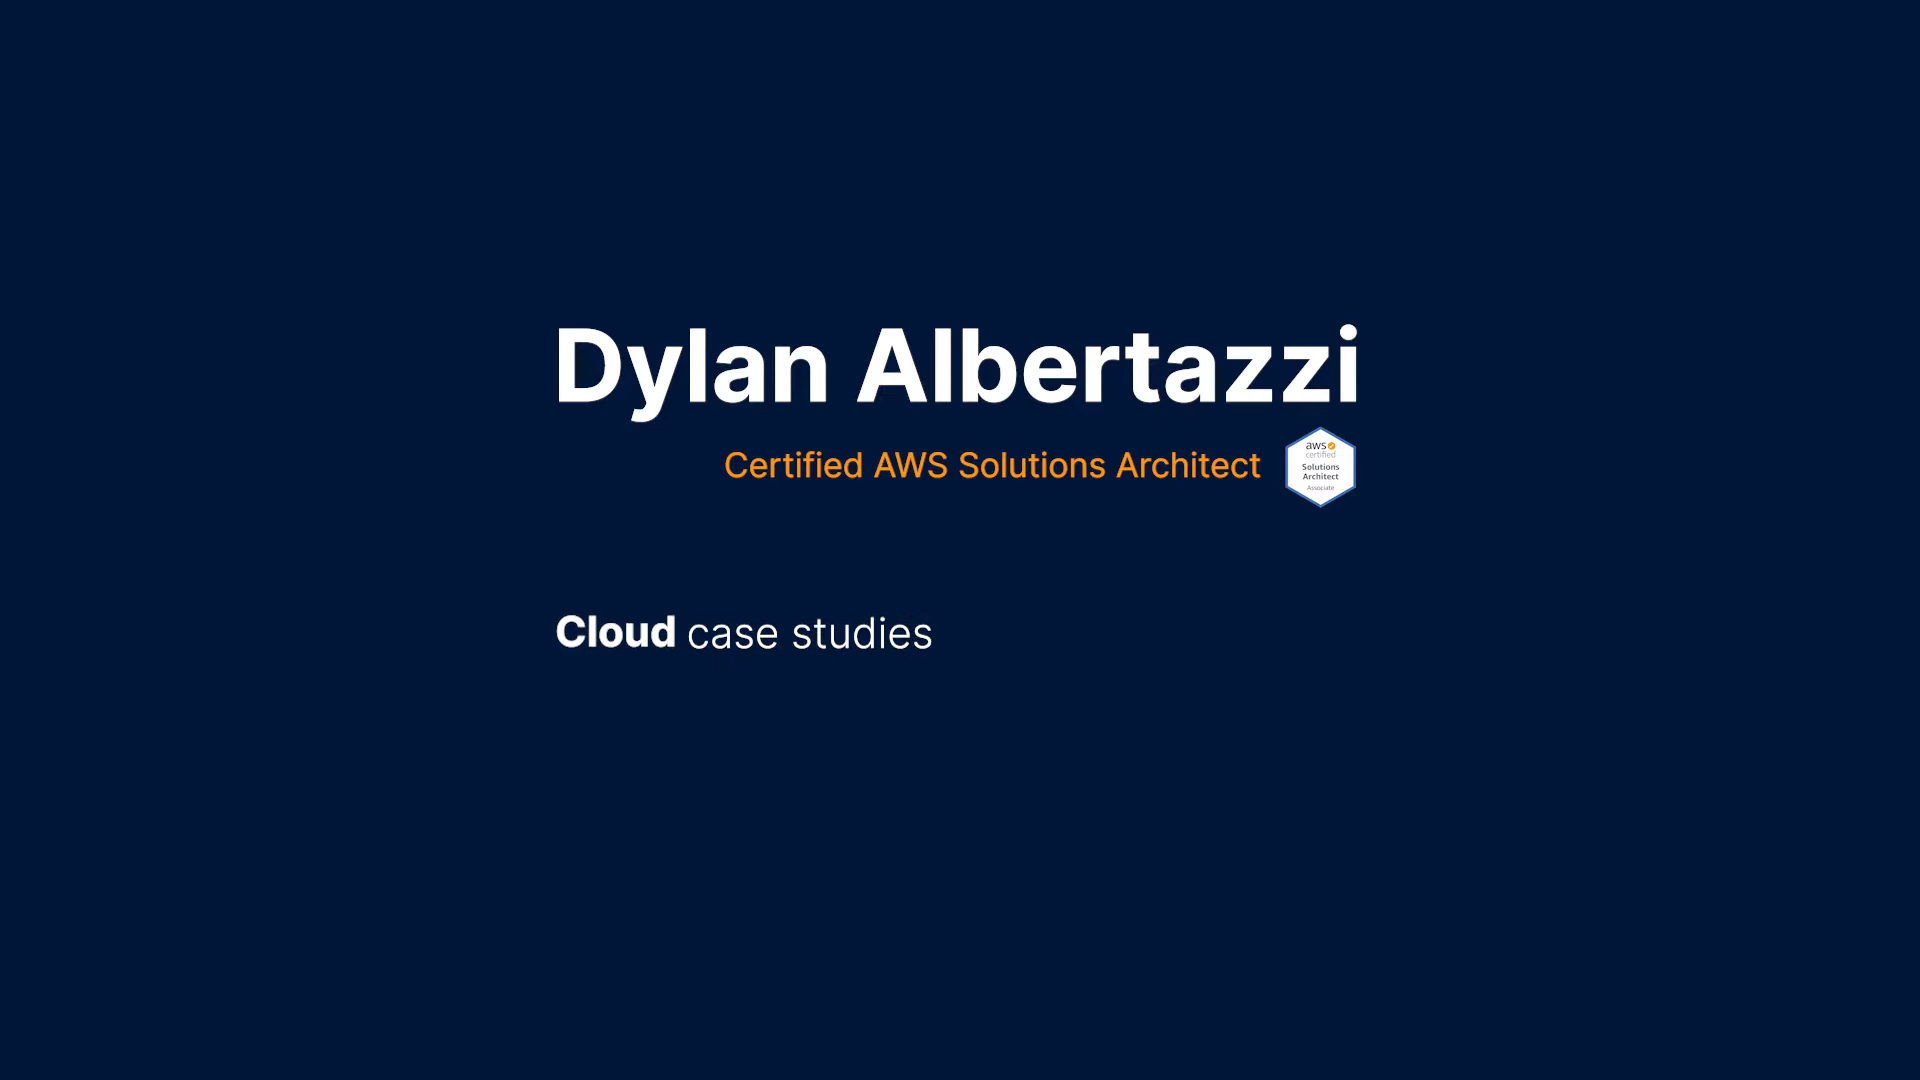 Dylan Albertazzi
Certified AWS Solutions Architect
aws
certified
Solutions
Architect
Associate
Cloud case studies